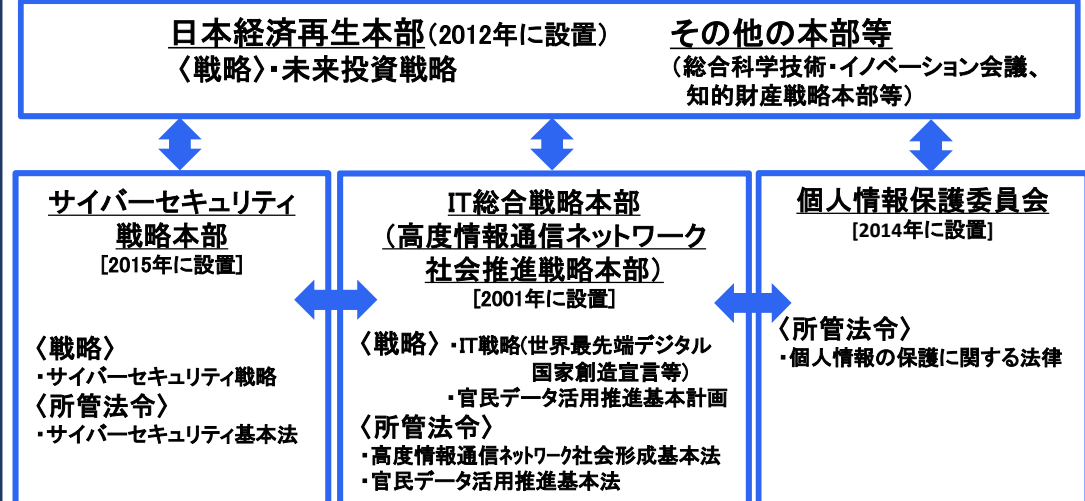 日本経済再生本部(2012年に設置)
〈戦略〉・未来投資戦略
その他の本部等
(総合科学技術・イノベーション会議、
知的財産戦略本部等)
サイバーセキュリティ
戦略本部
[2015年に設置]
〈戦略〉
・サイバーセキュリティ戦略
〈所管法令〉
・サイバーセキュリティ基本法
IT総合戦略本部
(高度情報通信ネットワーク
社会推進戦略本部)
[2001年に設置]
〈戦略〉・IT戦略(世界最先端デジタル
国家創造宣言等)
・官民データ活用推進基本計画
〈所管法令〉
・高度情報通信ネットワーク社会形成基本法
・官民データ活用推進基本法
個人情報保護委員会
[2014年に設置]
〈所管法令〉
・個人情報の保護に関する法律